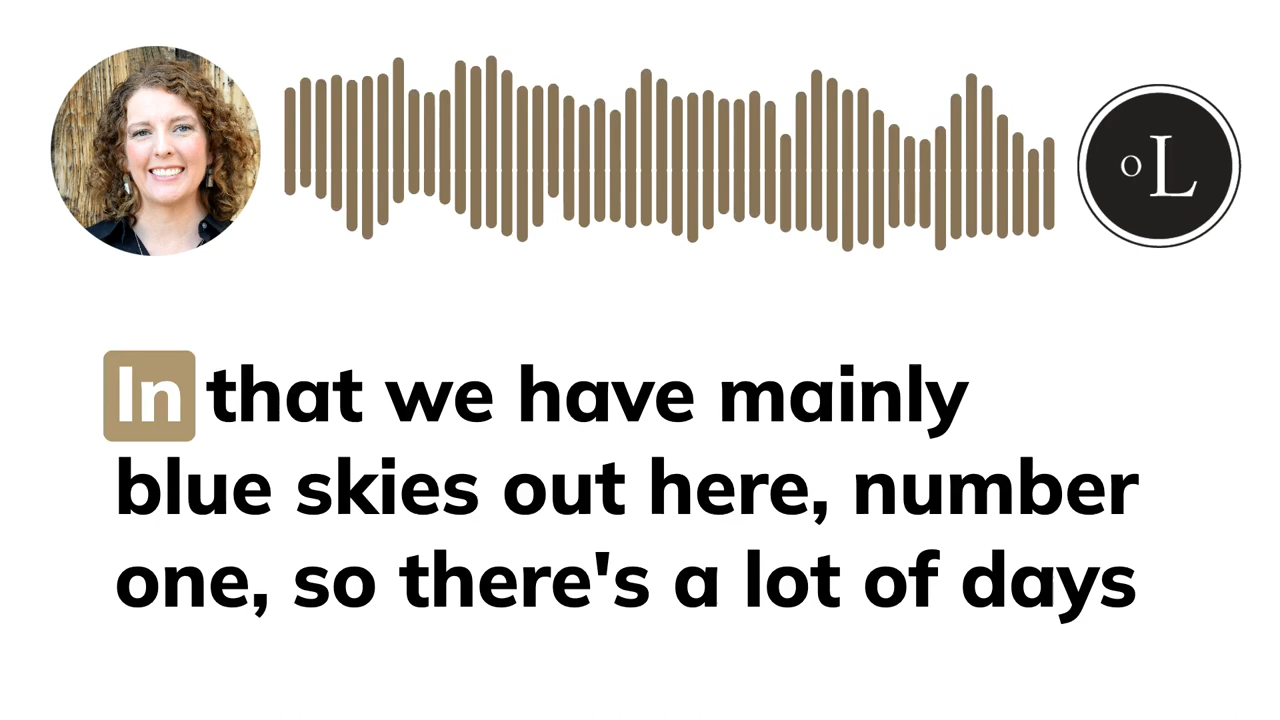 oL
In that we have mainly
blue skies out here, number
one, so there's a lot of days